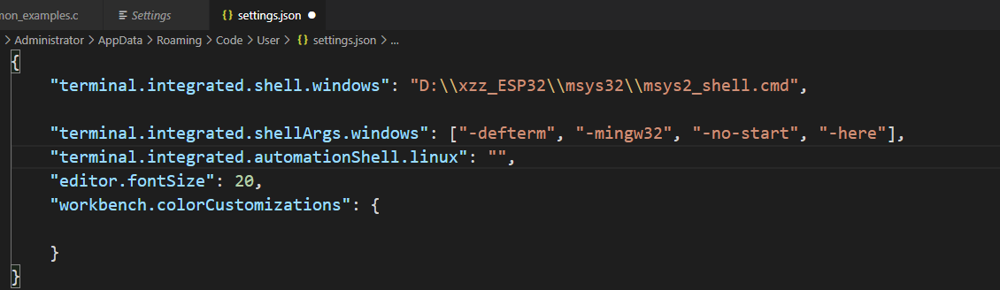 mon_examples.c Settings {} settings.json
> Administrator > AppData > Roaming > Code > User > {} settings.json > ...
{
"terminal.integrated.shell.windows": "D:\\xzz_ESP32\\msys32\\msys2_shell.cmd",
"terminal.integrated.shellArgs.windows": ["-defterm", "-mingw32", "-no-start", "-here"],
"terminal.integrated.automationShell.linux": "",
"editor.fontSize": 20,
"workbench.colorCustomizations": {
}
}